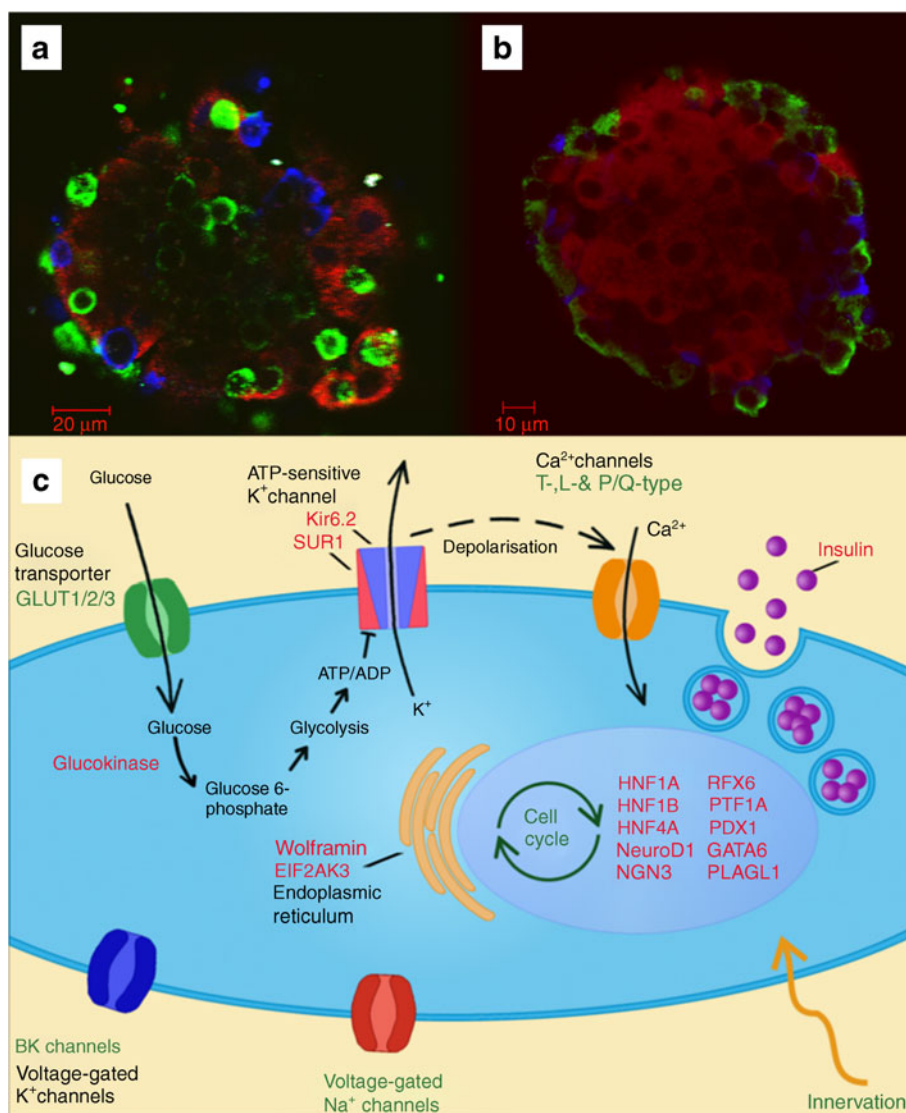 a
b
20 μm
10 μm
c
Glucose
ATP-sensitive
K⁺channel
Kir6.2
SUR1
Ca²⁺channels
T-,L-& P/Q-type
Depolarisation
Ca²⁺
Insulin
Glucose
transporter
GLUT1/2/3
ATP/ADP
K⁺
Glucose
Glycolysis
Glucokinase
Glucose 6-
phosphate
Cell
cycle
HNF1A RFX6
HNF1B PTF1A
HNF4A PDX1
NeuroD1 GATA6
NGN3 PLAGL1
Wolframin
EIF2AK3
Endoplasmic
reticulum
BK channels
Voltage-gated
K⁺channels
Voltage-gated
Na⁺ channels
Innervation